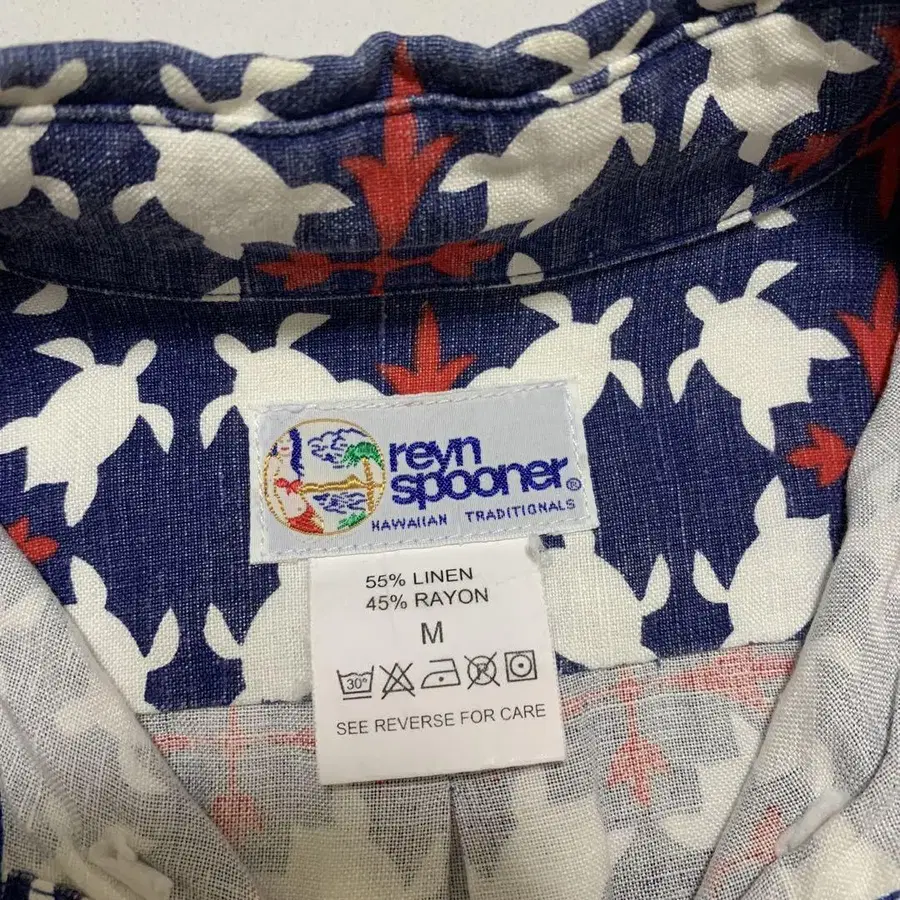 reyn
spooner®
HAWAIIAN TRADITIONALS
55% LINEN
45% RAYON
M
30°
P
SEE REVERSE FOR CARE